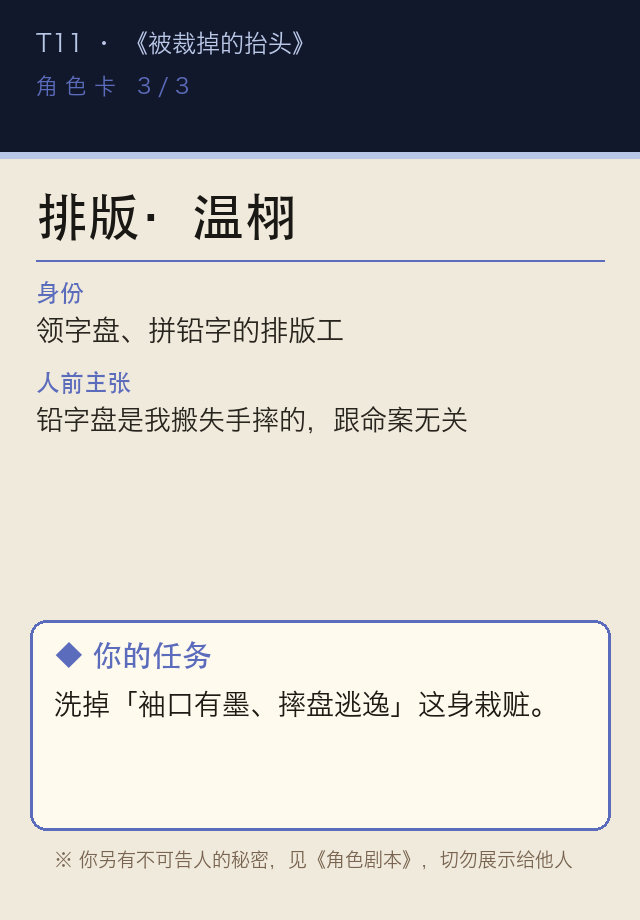 T11 · 《被裁掉的抬头》
角色卡 3/3
排版· 温栩
身份
领字盘、拼铅字的排版工
人前主张
铅字盘是我搬失手摔的，跟命案无关
◆ 你的任务
洗掉「袖口有墨、摔盘逃逸」这身栽赃。
※ 你另有不可告人的秘密，见《角色剧本》，切勿展示给他人